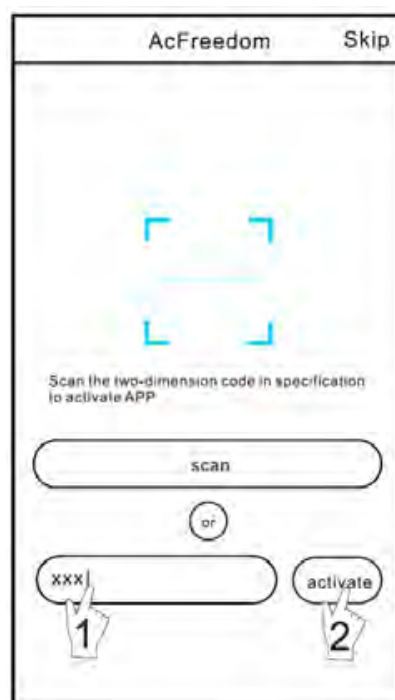 AcFreedom Skip
Scan the two-dimension code in specification
to activate APP
scan
or
xxx activate
1 2